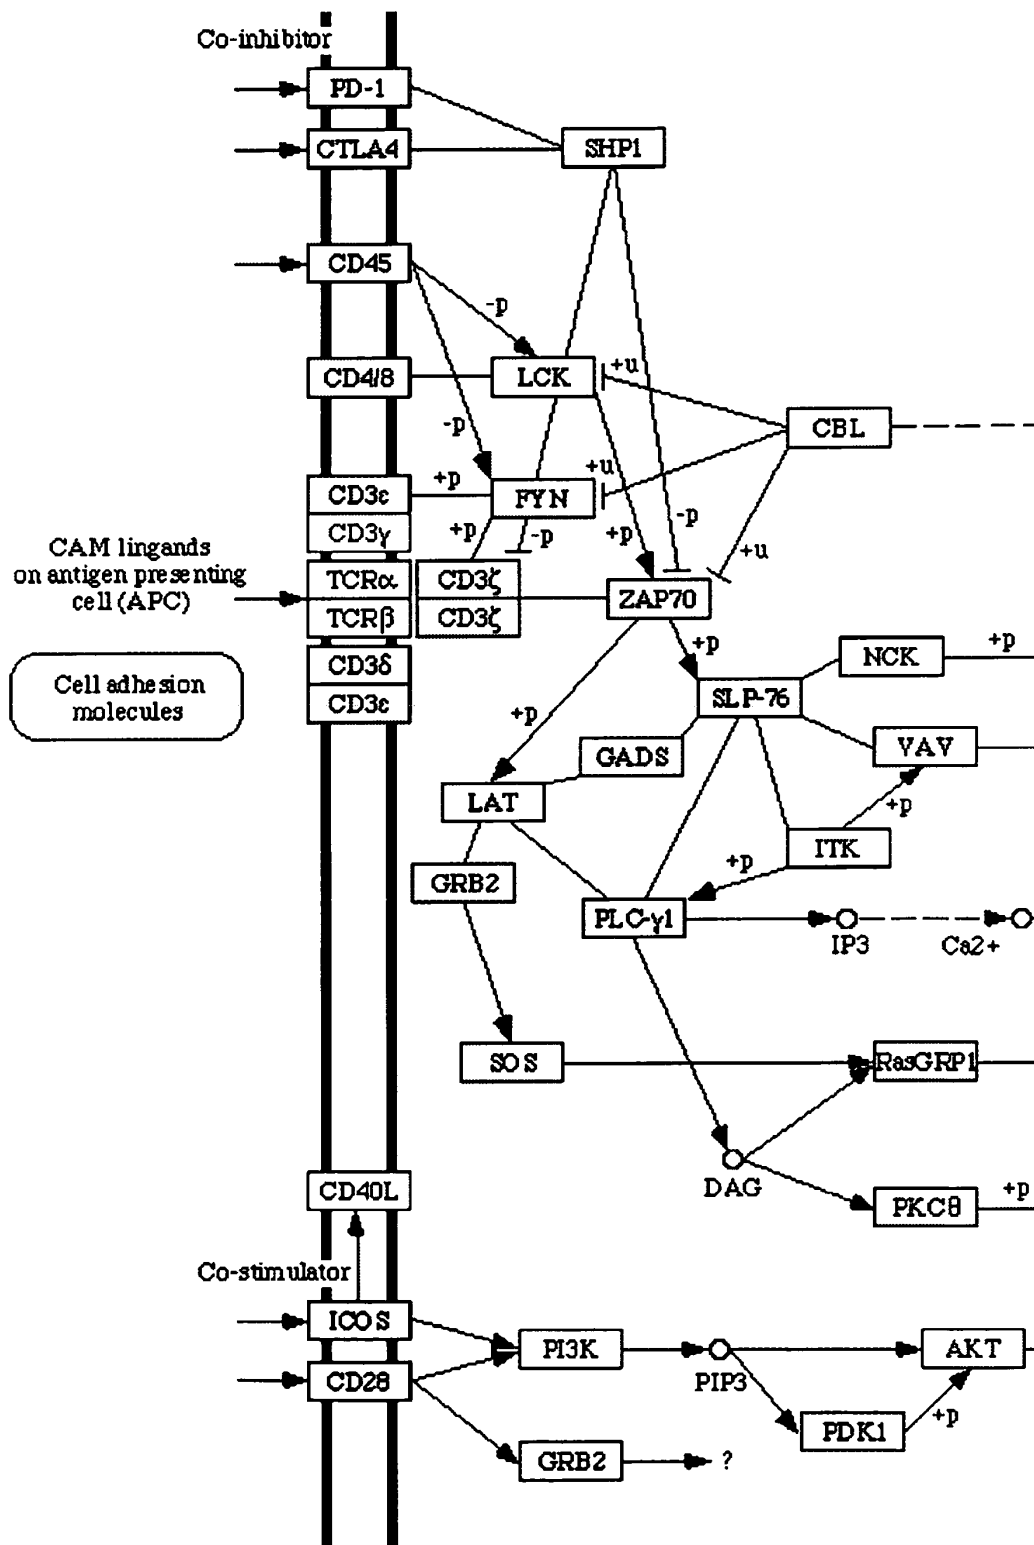 Co-inhibitor
PD-1
CTLA4
SHP1
CD45
-p
CD4/8
LCK
+u
CBL
-p
CD3ε
+p
FYN
+u
CD3γ
+p
-p
+p
-p
+u
CAM lingands
on antigen presenting
cell (APC)
TCRα
CD3ζ
ZAP70
TCRβ
CD3ζ
CD3δ
CD3ε
Cell adhesion
molecules
+p
+p
NCK
+p
SLP-76
GADS
VAV
LAT
+p
ITK
GRB2
+p
PLC-γ1
IP3
Ca2+
SOS
RasGRP1
DAG
CD40L
PKCθ
+p
Co-stimulator
ICOS
PI3K
AKT
CD28
PIP3
PDK1
+p
GRB2
?